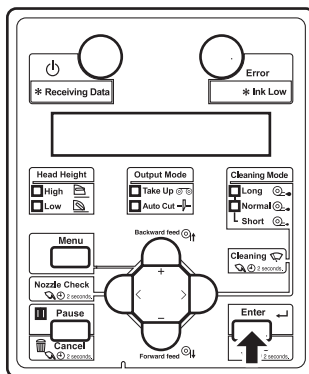 Error
* Receiving Data
* Ink Low
Head Height
High
Low
Output Mode
Take Up
Auto Cut
Cleaning Mode
Long
Normal
Short
Menu
Backward feed
+
< >
−
Forward feed
Cleaning
2 seconds.
Nozzle Check
2 seconds.
Pause
Cancel
2 seconds.
Enter
2 seconds.